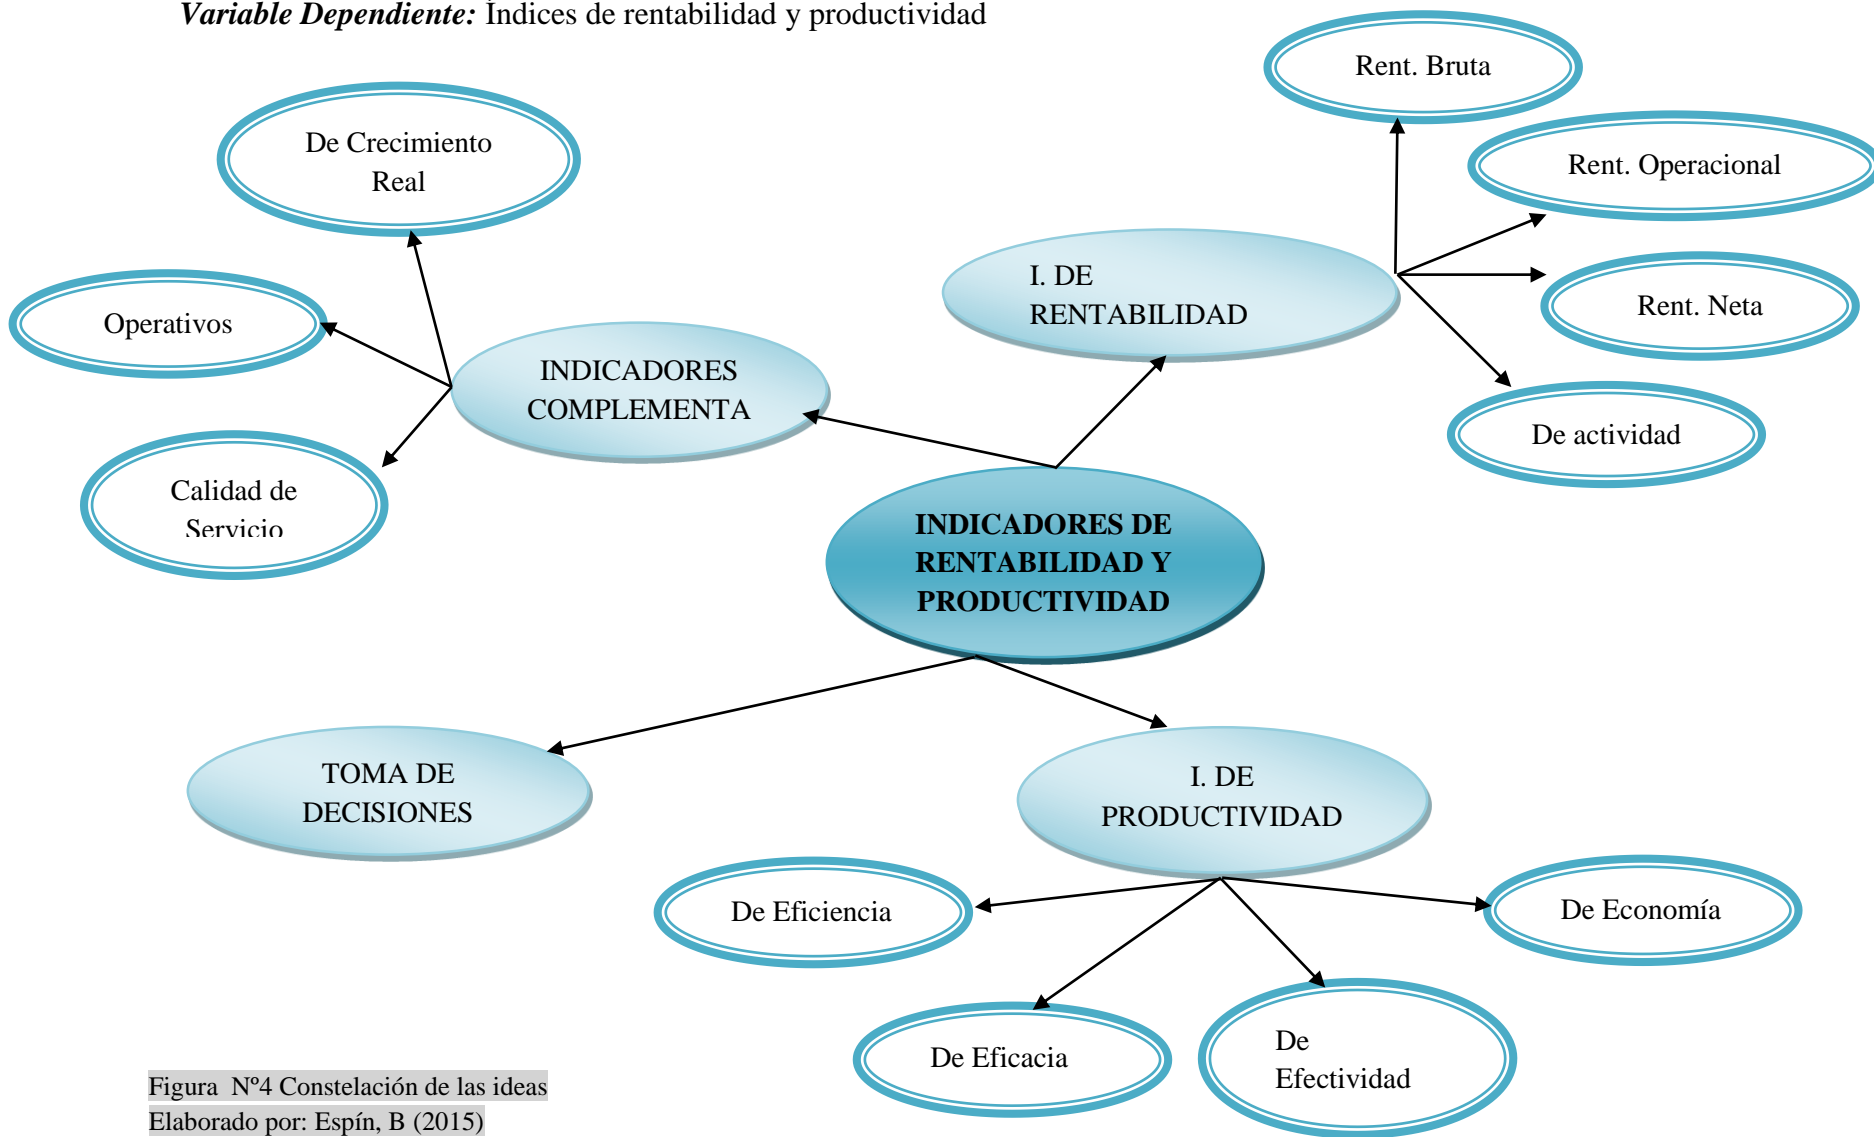 Variable Dependiente: Índices de rentabilidad y productividad
Rent. Bruta
De Crecimiento
Real
Rent. Operacional
I. DE
RENTABILIDAD
Operativos
Rent. Neta
INDICADORES
COMPLEMENTA
De actividad
Calidad de
Servicio
INDICADORES DE
RENTABILIDAD Y
PRODUCTIVIDAD
TOMA DE
DECISIONES
I. DE
PRODUCTIVIDAD
De Eficiencia
De Economía
De Eficacia
De
Efectividad
Figura Nº4 Constelación de las ideas
Elaborado por: Espín, B (2015)